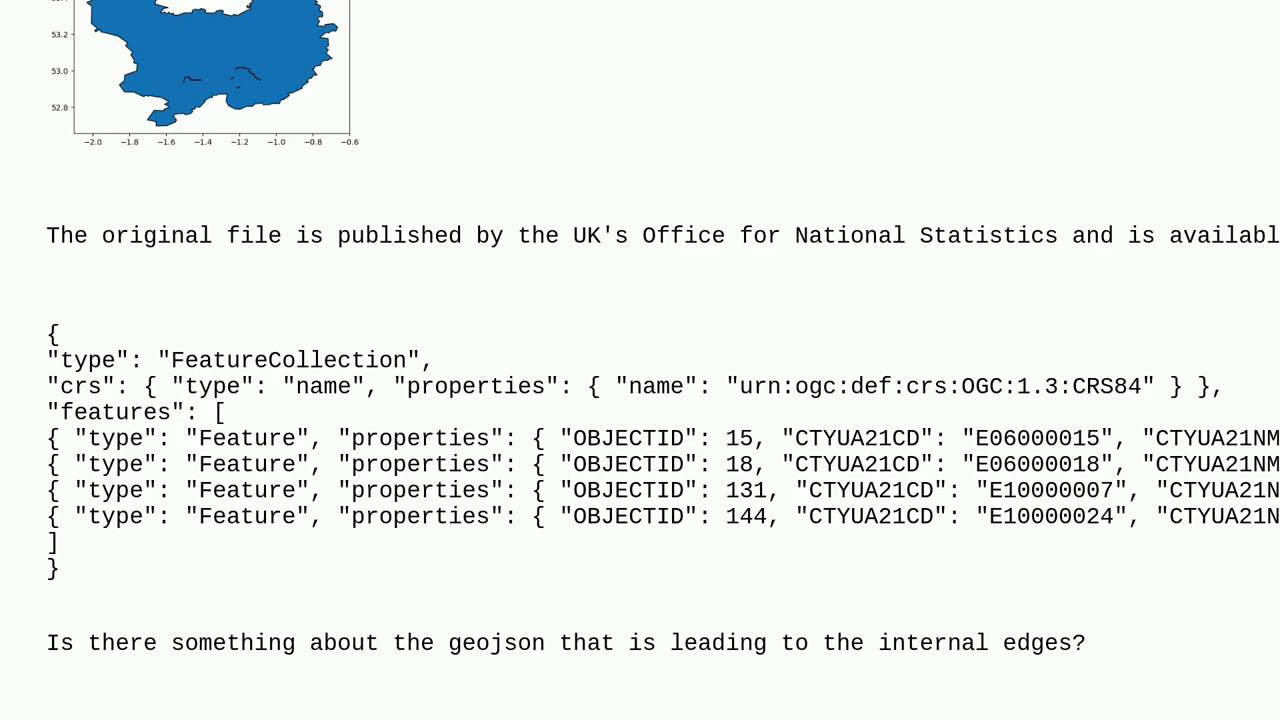 53.2
53.0
52.8
−2.0 −1.8 −1.6 −1.4 −1.2 −1.0 −0.8 −0.6
The original file is published by the UK's Office for National Statistics and is availabl
{
"type": "FeatureCollection",
"crs": { "type": "name", "properties": { "name": "urn:ogc:def:crs:OGC:1.3:CRS84" } },
"features": [
{ "type": "Feature", "properties": { "OBJECTID": 15, "CTYUA21CD": "E06000015", "CTYUA21NM
{ "type": "Feature", "properties": { "OBJECTID": 18, "CTYUA21CD": "E06000018", "CTYUA21NM
{ "type": "Feature", "properties": { "OBJECTID": 131, "CTYUA21CD": "E10000007", "CTYUA21N
{ "type": "Feature", "properties": { "OBJECTID": 144, "CTYUA21CD": "E10000024", "CTYUA21N
]
}
Is there something about the geojson that is leading to the internal edges?